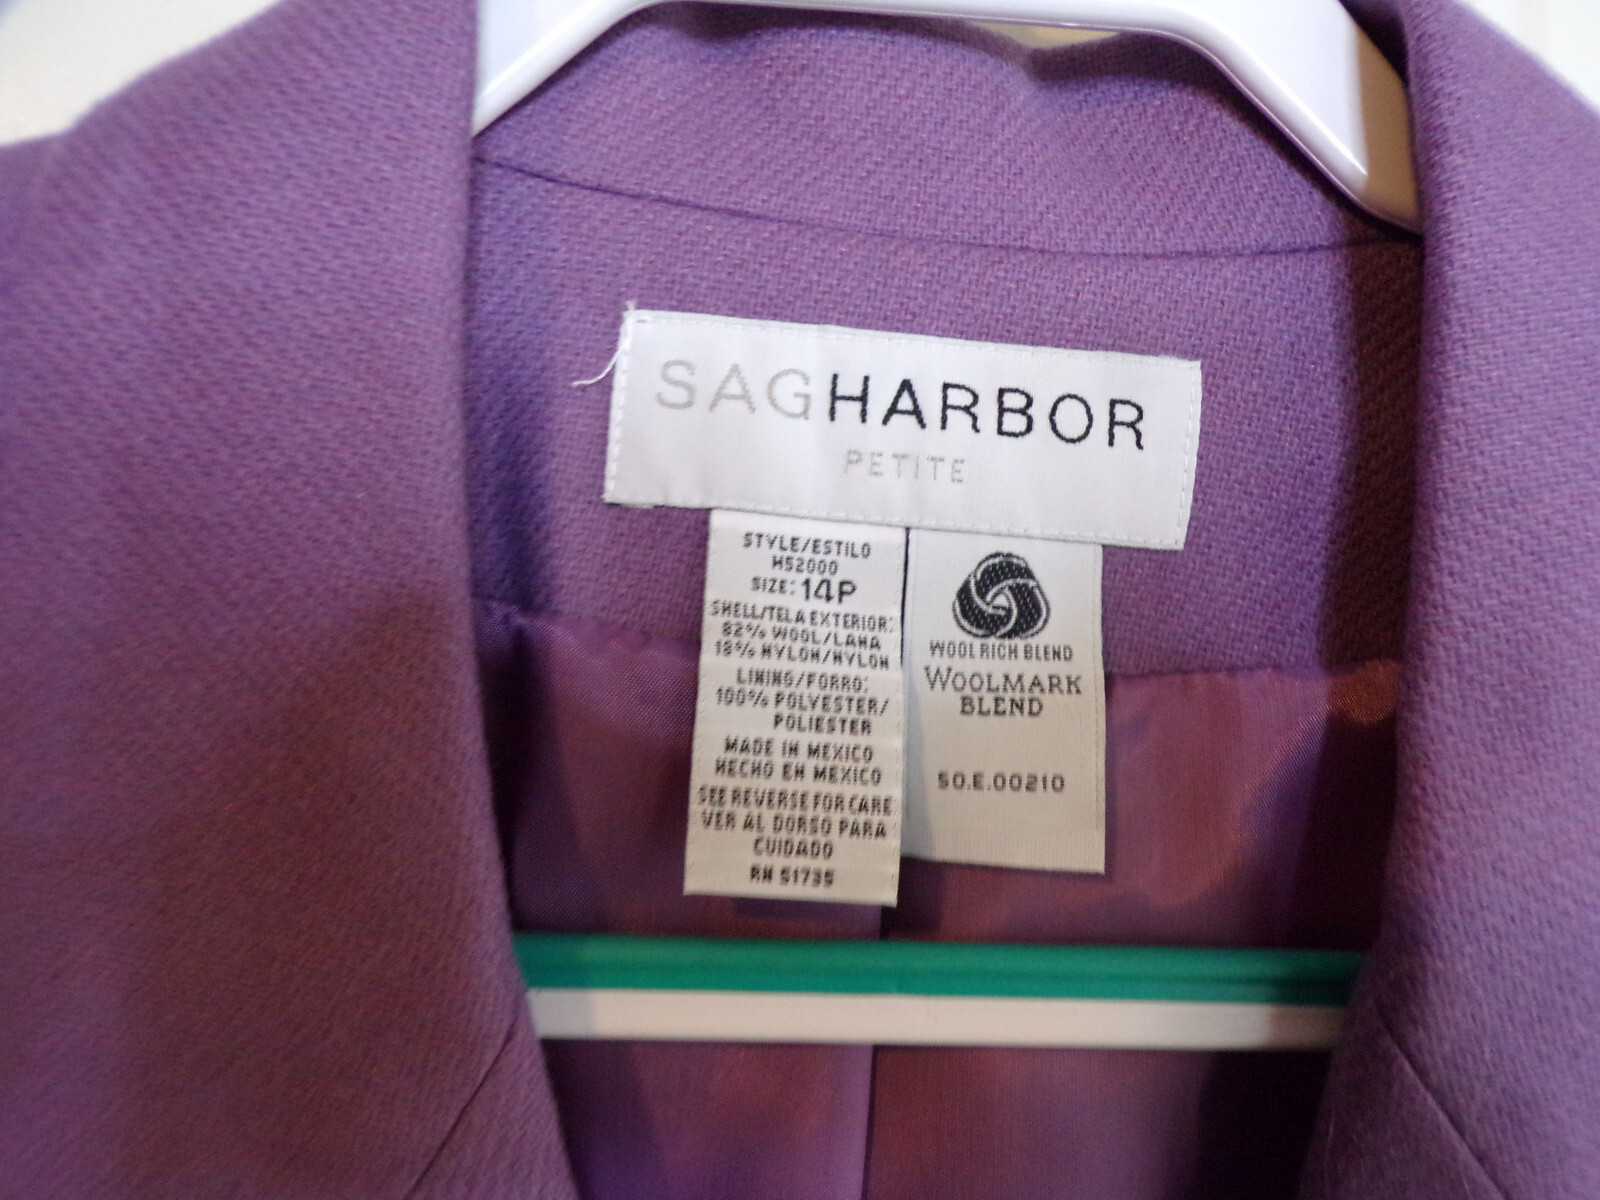 SAGHARBOR
PETITE
STYLE/ESTILO
HS2000
SIZE: 14P
SHELL/TELA EXTERIOR:
82% WOOL/LANA
18% NYLON/NYLON
LINING/FORRO:
100% POLYESTER/
POLIESTER
MADE IN MEXICO
HECHO EN MEXICO
SEE REVERSE FOR CARE
VER AL DORSO PARA
CUIDADO
RN 51735
WOOL RICH BLEND
WOOLMARK
BLEND
SO.E.00210